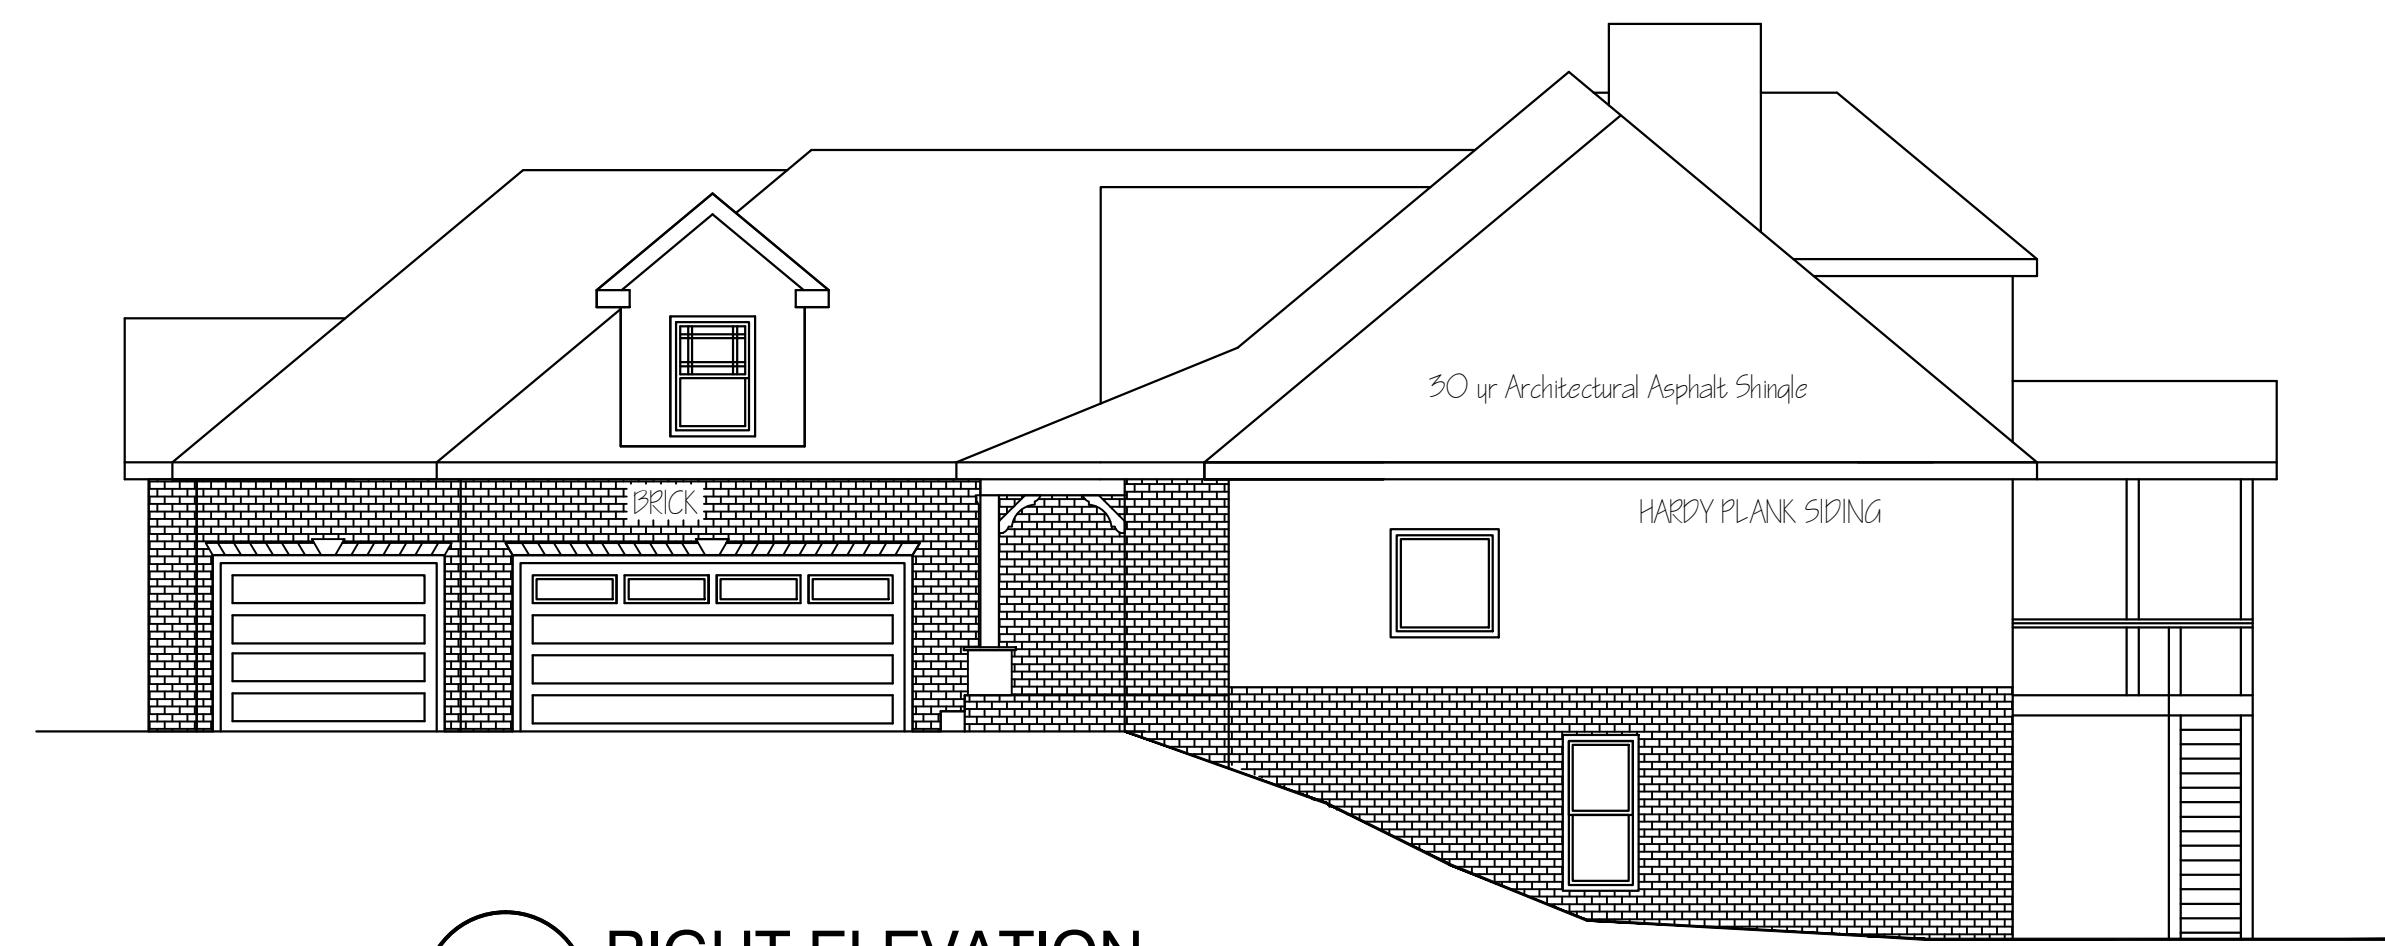 30 yr Architectural Asphalt Shingle
BRICK
HARDY PLANK SIDING
RIGHT ELEVATION